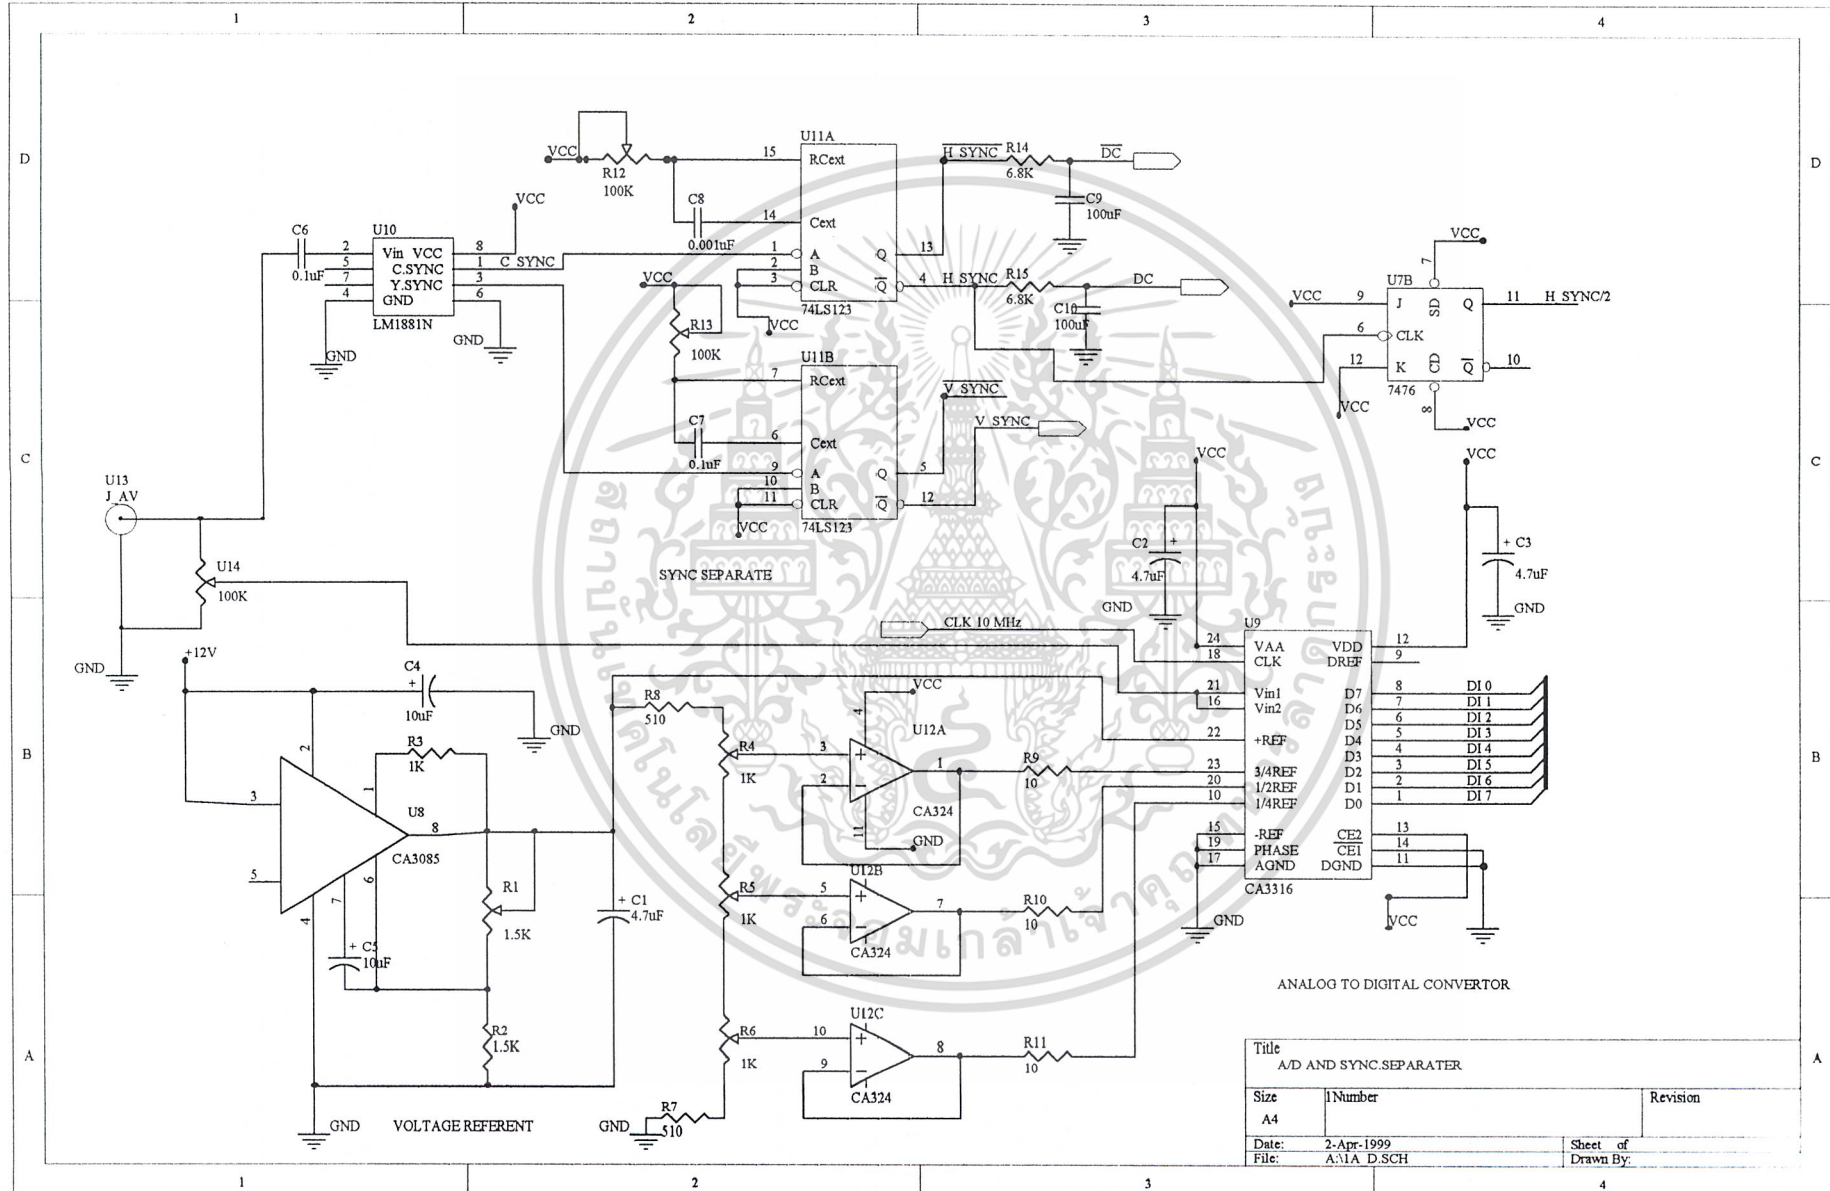 1 2 3 4
D
D
C
C
B
B
A
A
U11A
VCC
R12
100K
15
RCext
C8
0.001uF
14
Cext
1
A
2
B
3
CLR
Q
13
Q
4
74LS123
VCC
H SYNC
R14
6.8K
DC
C9
100uF
H SYNC
R15
6.8K
DC
C10
100uF
VCC
7
U7B
VCC
9
J
SD
Q
11
H SYNC/2
6
CLK
12
K
CD
Q
10
7476
VCC
8
VCC
C6
0.1uF
U10
VCC
2
Vin VCC
8
5
C.SYNC
1
C SYNC
7
Y.SYNC
3
4
GND
6
LM1881N
GND
GND
VCC
R13
100K
U11B
7
RCext
C7
0.1uF
6
Cext
9
A
10
B
11
CLR
Q
5
Q
12
74LS123
VCC
V SYNC
V SYNC
SYNC SEPARATE
U13
J AV
U14
100K
GND
+12V
C4
+
10uF
GND
2
R3
1K
1
3
U8
8
CA3085
5
6
4
7
+ C5
10uF
R1
1.5K
R2
1.5K
+ C1
4.7uF
GND
VOLTAGE REFERENT
R8
510
R4
1K
R5
1K
R6
1K
R7
510
GND
VCC
4
U12A
3
+
2
-
1
CA324
11
GND
R9
10
U12B
5
+
6
-
7
CA324
R10
10
U12C
10
+
9
-
8
CA324
R11
10
VCC
C2
+
4.7uF
GND
CLK 10 MHz
VCC
+ C3
4.7uF
GND
U9
24
VAA
VDD
12
18
CLK
DREF
9
21
Vin1
D7
8
DI 0
16
Vin2
D6
7
DI 1
D5
6
DI 2
22
+REF
D4
5
DI 3
D3
4
DI 4
23
3/4REF
D2
3
DI 5
20
1/2REF
D1
2
DI 6
10
1/4REF
D0
1
DI 7
15
-REF
CE2
13
19
PHASE
CE1
14
17
AGND
DGND
11
CA3316
GND
VCC
ANALOG TO DIGITAL CONVERTOR
Title
A/D AND SYNC.SEPARATER
Size
1Number
Revision
A4
Date:
2-Apr-1999
Sheet of
File:
A:\1A D.SCH
Drawn By:
1 2 3 4